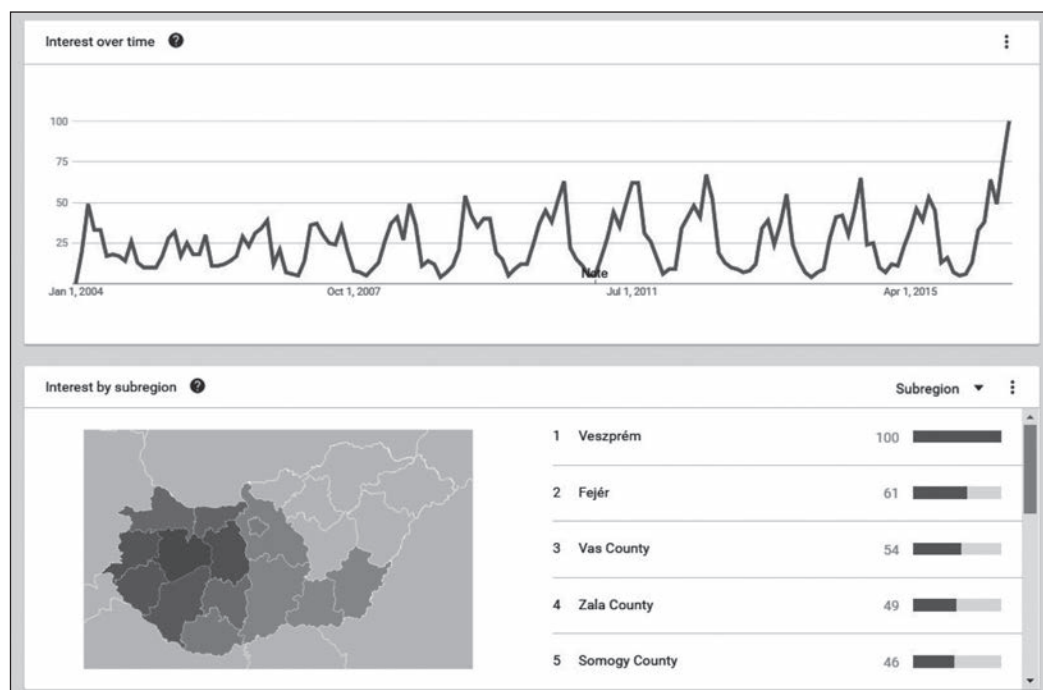 Interest over time ?
100
75
50
25
Note
Jan 1, 2004 Oct 1, 2007 Jul 1, 2011 Apr 1, 2015
Interest by subregion ? Subregion
1 Veszprém 100
2 Fejér 61
3 Vas County 54
4 Zala County 49
5 Somogy County 46